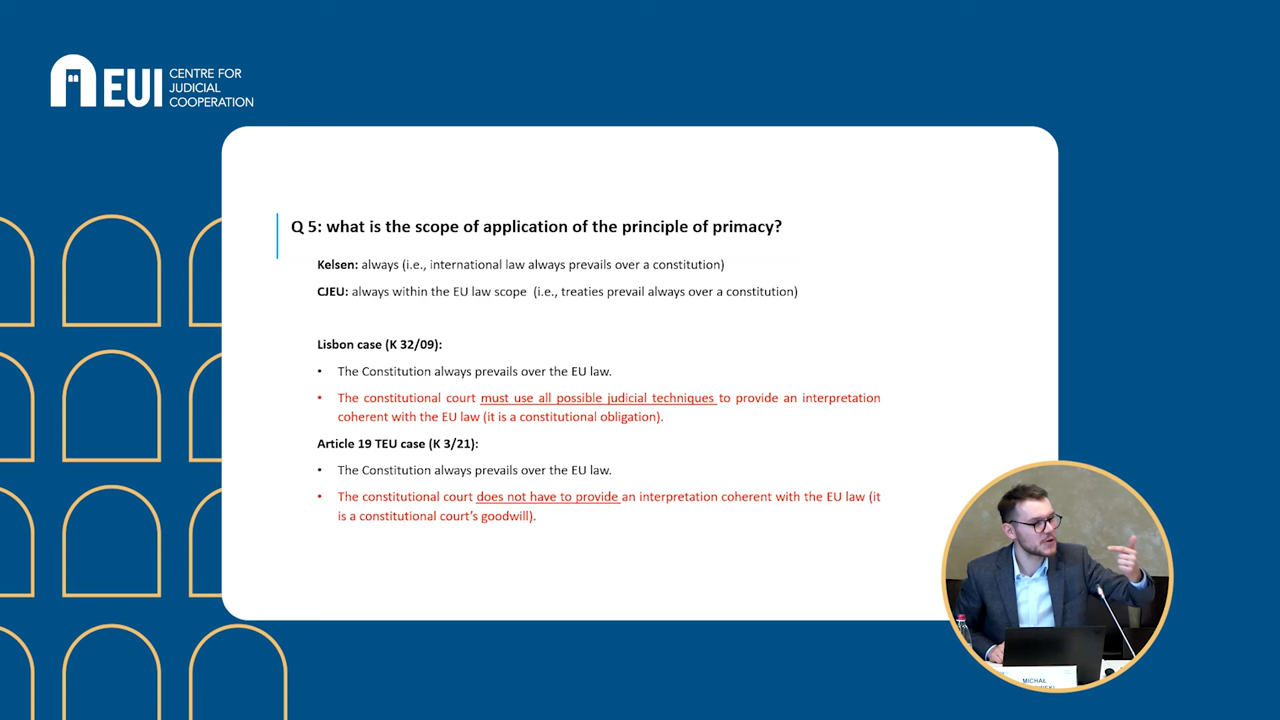 EUI
CENTRE FOR
JUDICIAL
COOPERATION
Q 5: what is the scope of application of the principle of primacy?
Kelsen: always (i.e., international law always prevails over a constitution)
CJEU: always within the EU law scope (i.e., treaties prevail always over a constitution)
Lisbon case (K 32/09):
• The Constitution always prevails over the EU law.
• The constitutional court must use all possible judicial techniques to provide an interpretation
coherent with the EU law (it is a constitutional obligation).
Article 19 TEU case (K 3/21):
• The Constitution always prevails over the EU law.
• The constitutional court does not have to provide an interpretation coherent with the EU law (it
is a constitutional court's goodwill).
MICHAŁ